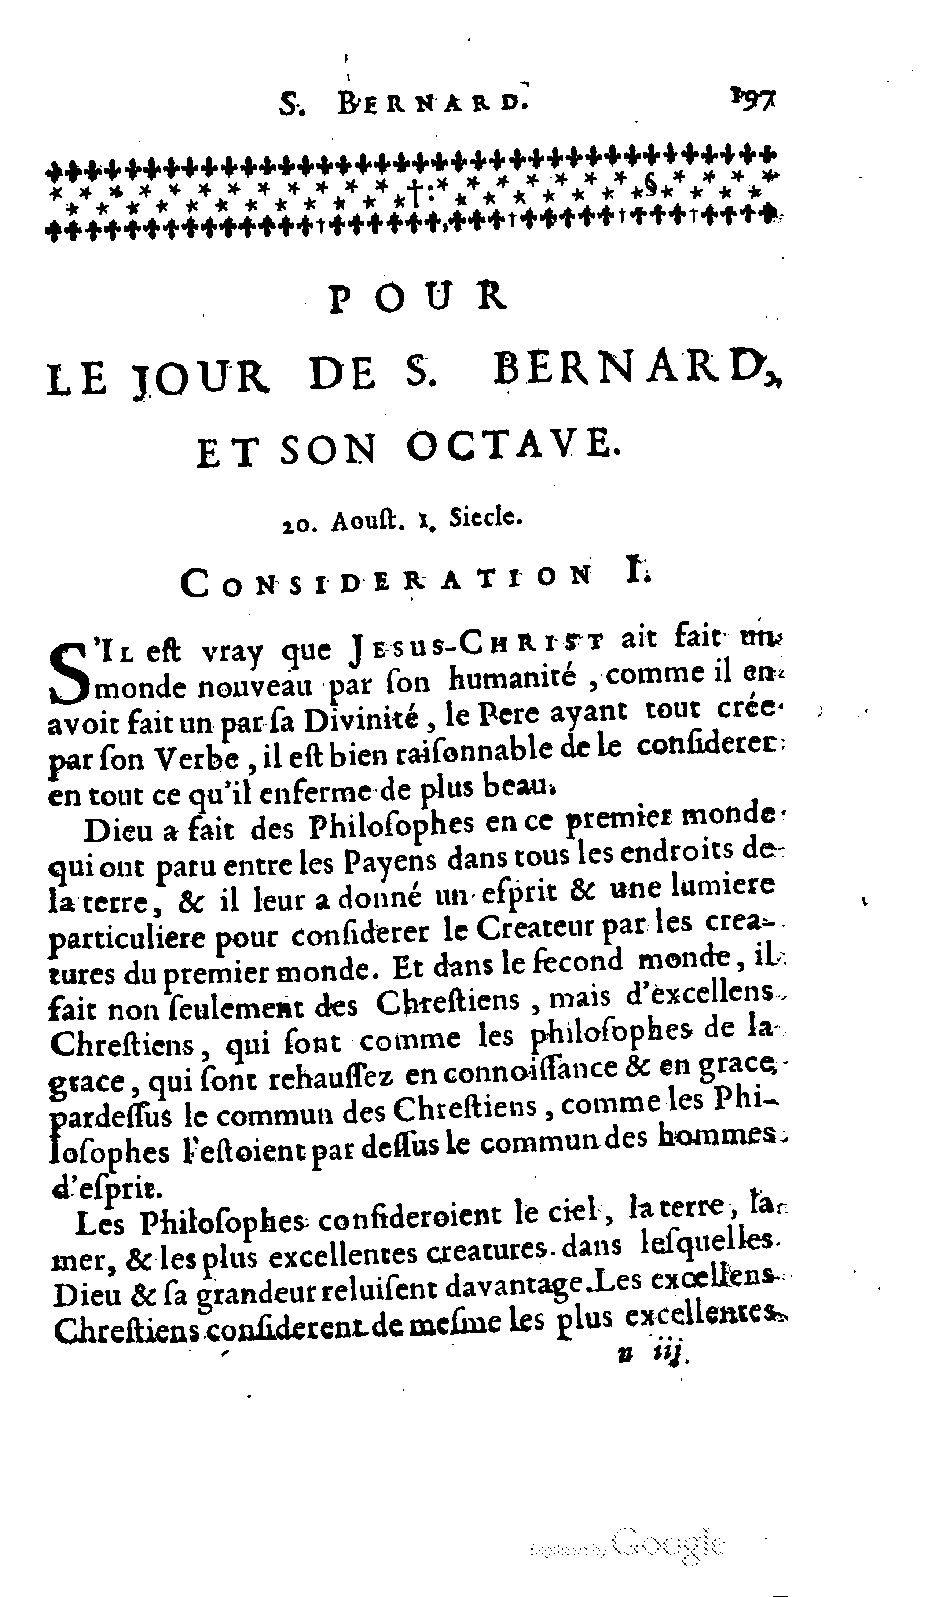 S. BERNARD. 197
POUR
LE JOUR DE S. BERNARD,
ET SON OCTAVE.
20. Aouſt. 1. Siecle.
CONSIDERATION I.
S'IL eſt vray que JESUS-CHRIST ait fait un
monde nouveau par ſon humanité, comme il en
avoit fait un par ſa Divinité, le Pere ayant tout crée
par ſon Verbe, il eſt bien raiſonnable de le conſiderer
en tout ce qu'il enferme de plus beau.
Dieu a fait des Philoſophes en ce premier monde
qui ont paru entre les Payens dans tous les endroits de
la terre, & il leur a donné un eſprit & une lumiere
particuliere pour conſiderer le Createur par les crea-
tures du premier monde. Et dans le ſecond monde, il
fait non ſeulement des Chreſtiens, mais d'excellens
Chreſtiens, qui ſont comme les philoſophes de la
grace, qui ſont rehauſſez en connoiſſance & en grace,
pardeſſus le commun des Chreſtiens, comme les Phi-
loſophes l'eſtoient par deſſus le commun des hommes
d'eſprit.
Les Philoſophes conſideroient le ciel, la terre, la
mer, & les plus excellentes creatures dans leſquelles
Dieu & ſa grandeur reluiſent davantage. Les excellens
Chreſtiens conſiderent de meſme les plus excellentes
n iij.
Digitized by Google